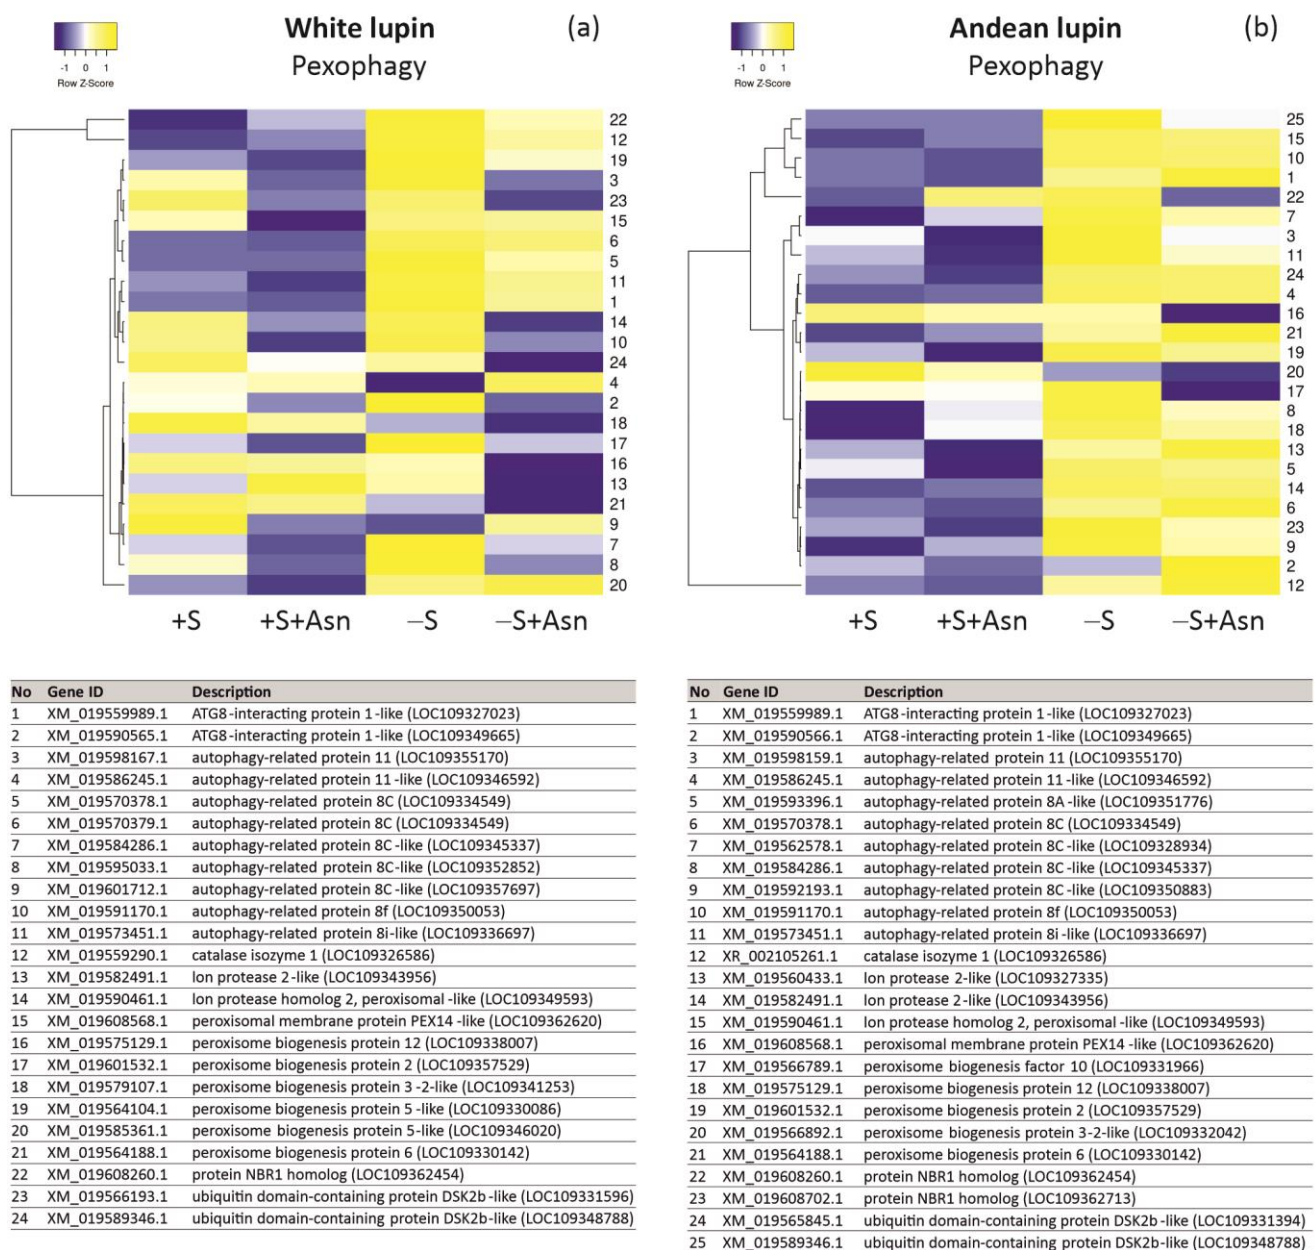 White lupin (a)
Pexophagy
-1 0 1
Row Z-Score
22
12
19
3
23
15
6
5
11
1
14
10
24
4
2
18
17
16
13
21
9
7
8
20
+S +S+Asn –S –S+Asn
No Gene ID Description
1 XM_019559989.1 ATG8-interacting protein 1-like (LOC109327023)
2 XM_019590565.1 ATG8-interacting protein 1-like (LOC109349665)
3 XM_019598167.1 autophagy-related protein 11 (LOC109355170)
4 XM_019586245.1 autophagy-related protein 11-like (LOC109346592)
5 XM_019570378.1 autophagy-related protein 8C (LOC109334549)
6 XM_019570379.1 autophagy-related protein 8C (LOC109334549)
7 XM_019584286.1 autophagy-related protein 8C-like (LOC109345337)
8 XM_019595033.1 autophagy-related protein 8C-like (LOC109352852)
9 XM_019601712.1 autophagy-related protein 8C-like (LOC109357697)
10 XM_019591170.1 autophagy-related protein 8f (LOC109350053)
11 XM_019573451.1 autophagy-related protein 8i-like (LOC109336697)
12 XM_019559290.1 catalase isozyme 1 (LOC109326586)
13 XM_019582491.1 lon protease 2-like (LOC109343956)
14 XM_019590461.1 lon protease homolog 2, peroxisomal-like (LOC109349593)
15 XM_019608568.1 peroxisomal membrane protein PEX14-like (LOC109362620)
16 XM_019575129.1 peroxisome biogenesis protein 12 (LOC109338007)
17 XM_019601532.1 peroxisome biogenesis protein 2 (LOC109357529)
18 XM_019579107.1 peroxisome biogenesis protein 3-2-like (LOC109341253)
19 XM_019564104.1 peroxisome biogenesis protein 5-like (LOC109330086)
20 XM_019585361.1 peroxisome biogenesis protein 5-like (LOC109346020)
21 XM_019564188.1 peroxisome biogenesis protein 6 (LOC109330142)
22 XM_019608260.1 protein NBR1 homolog (LOC109362454)
23 XM_019566193.1 ubiquitin domain-containing protein DSK2b-like (LOC109331596)
24 XM_019589346.1 ubiquitin domain-containing protein DSK2b-like (LOC109348788)
Andean lupin (b)
Pexophagy
-1 0 1
Row Z-Score
25
15
10
1
22
7
3
11
24
4
16
21
19
20
17
8
18
13
5
14
6
23
9
2
12
+S +S+Asn –S –S+Asn
No Gene ID Description
1 XM_019559989.1 ATG8-interacting protein 1-like (LOC109327023)
2 XM_019590566.1 ATG8-interacting protein 1-like (LOC109349665)
3 XM_019598159.1 autophagy-related protein 11 (LOC109355170)
4 XM_019586245.1 autophagy-related protein 11-like (LOC109346592)
5 XM_019593396.1 autophagy-related protein 8A-like (LOC109351776)
6 XM_019570378.1 autophagy-related protein 8C (LOC109334549)
7 XM_019562578.1 autophagy-related protein 8C-like (LOC109328934)
8 XM_019584286.1 autophagy-related protein 8C-like (LOC109345337)
9 XM_019592193.1 autophagy-related protein 8C-like (LOC109350883)
10 XM_019591170.1 autophagy-related protein 8f (LOC109350053)
11 XM_019573451.1 autophagy-related protein 8i-like (LOC109336697)
12 XR_002105261.1 catalase isozyme 1 (LOC109326586)
13 XM_019560433.1 lon protease 2-like (LOC109327335)
14 XM_019582491.1 lon protease 2-like (LOC109343956)
15 XM_019590461.1 lon protease homolog 2, peroxisomal-like (LOC109349593)
16 XM_019608568.1 peroxisomal membrane protein PEX14-like (LOC109362620)
17 XM_019566789.1 peroxisome biogenesis factor 10 (LOC109331966)
18 XM_019575129.1 peroxisome biogenesis protein 12 (LOC109338007)
19 XM_019601532.1 peroxisome biogenesis protein 2 (LOC109357529)
20 XM_019566892.1 peroxisome biogenesis protein 3-2-like (LOC109332042)
21 XM_019564188.1 peroxisome biogenesis protein 6 (LOC109330142)
22 XM_019608260.1 protein NBR1 homolog (LOC109362454)
23 XM_019608702.1 protein NBR1 homolog (LOC109362713)
24 XM_019565845.1 ubiquitin domain-containing protein DSK2b-like (LOC109331394)
25 XM_019589346.1 ubiquitin domain-containing protein DSK2b-like (LOC109348788)